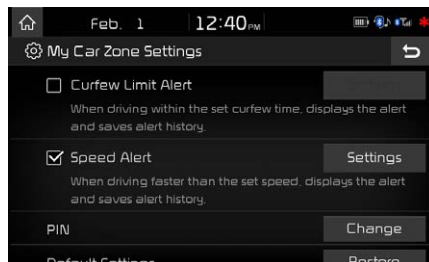 Feb. 1 12:40 PM
My Car Zone Settings
Curfew Limit Alert
When driving within the set curfew time, displays the alert
and saves alert history.
Speed Alert Settings
When driving faster than the set speed, displays the alert
and saves alert history.
PIN Change
Default Settings Restore